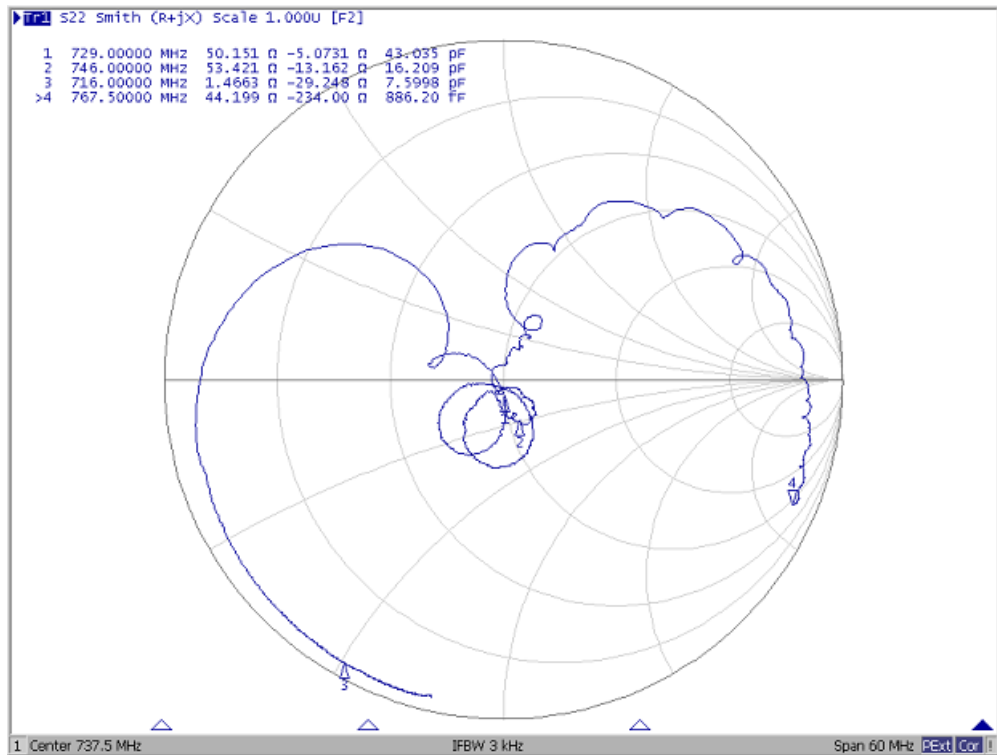 Tr1 S22 Smith (R+jX) Scale 1.000U [F2]
1 729.00000 MHz 50.151 Ω -5.0731 Ω 43.035 pF
2 746.00000 MHz 53.421 Ω -13.162 Ω 16.209 pF
3 716.00000 MHz 1.4663 Ω -29.248 Ω 7.5998 pF
>4 767.50000 MHz 44.199 Ω -234.00 Ω 886.20 fF
4
2
3
1 Center 737.5 MHz IFBW 3 kHz Span 60 MHz PExt Cor